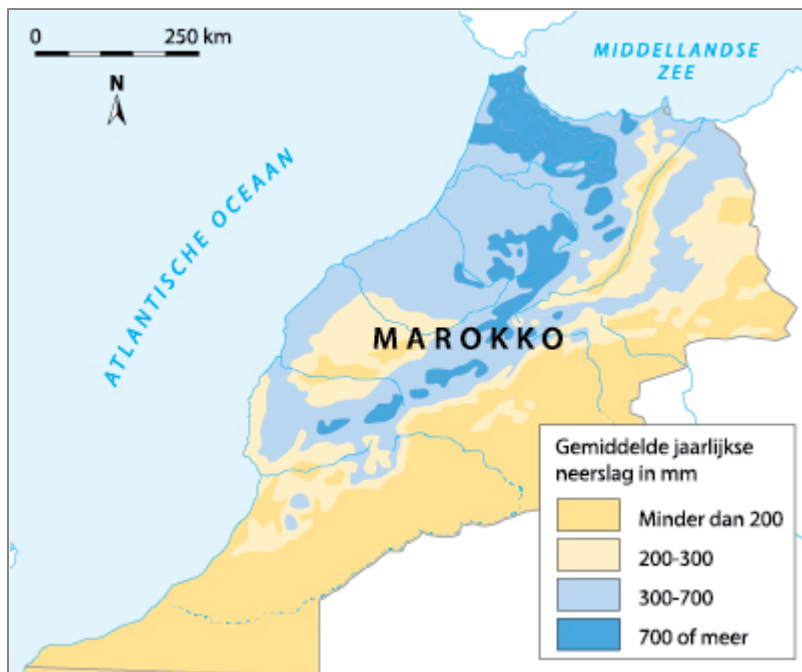 0 250 km
N
MIDDELLANDSE
ZEE
ATLANTISCHE OCEAAN
MAROKKO
Gemiddelde jaarlijkse
neerslag in mm
Minder dan 200
200-300
300-700
700 of meer